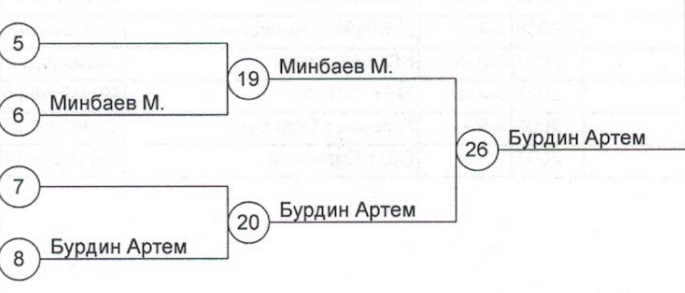 5
19 Минбаев М.
6 Минбаев М.
26 Бурдин Артем
7
20 Бурдин Артем
8 Бурдин Артем